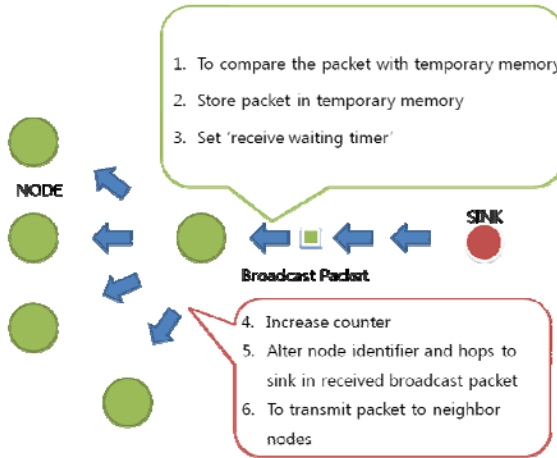 1. To compare the packet with temporary memory
2. Store packet in temporary memory
3. Set 'receive waiting timer'
NODE
SINK
Broadcast Packet
4. Increase counter
5. Alter node identifier and hops to
sink in received broadcast packet
6. To transmit packet to neighbor
nodes